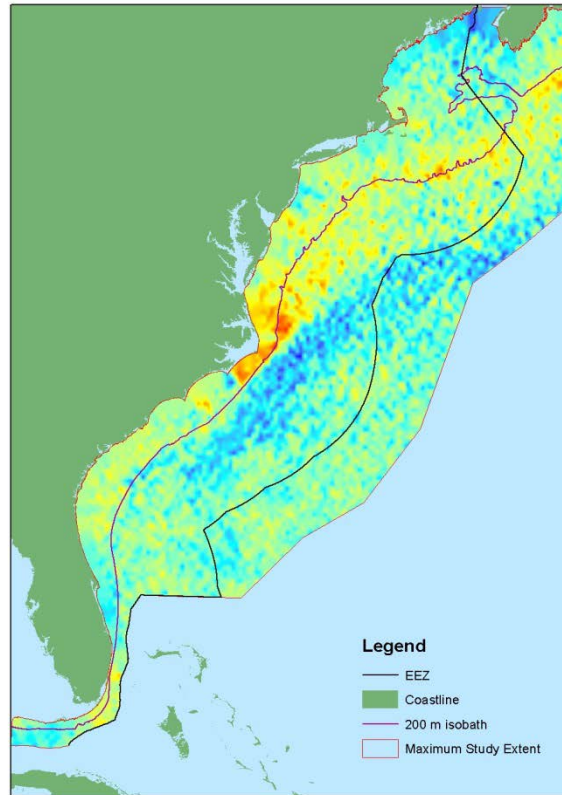 Legend
EEZ
Coastline
200 m isobath
Maximum Study Extent